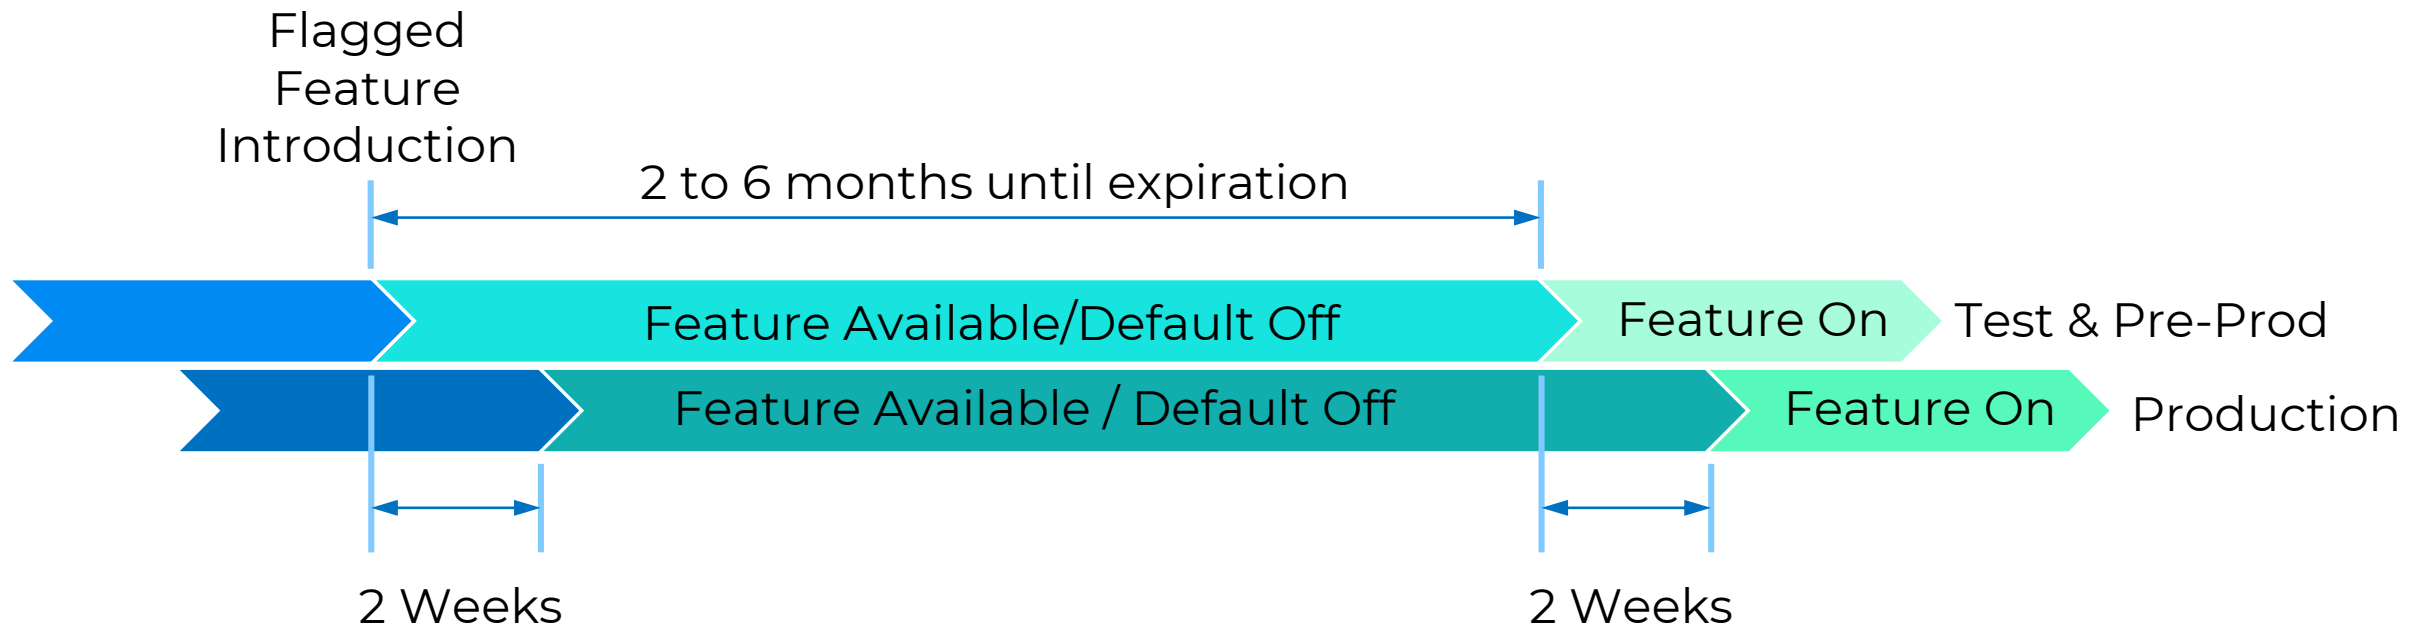 Flagged
Feature
Introduction
2 to 6 months until expiration
Feature Available/Default Off
Feature On
Test & Pre-Prod
Feature Available / Default Off
Feature On
Production
2 Weeks
2 Weeks